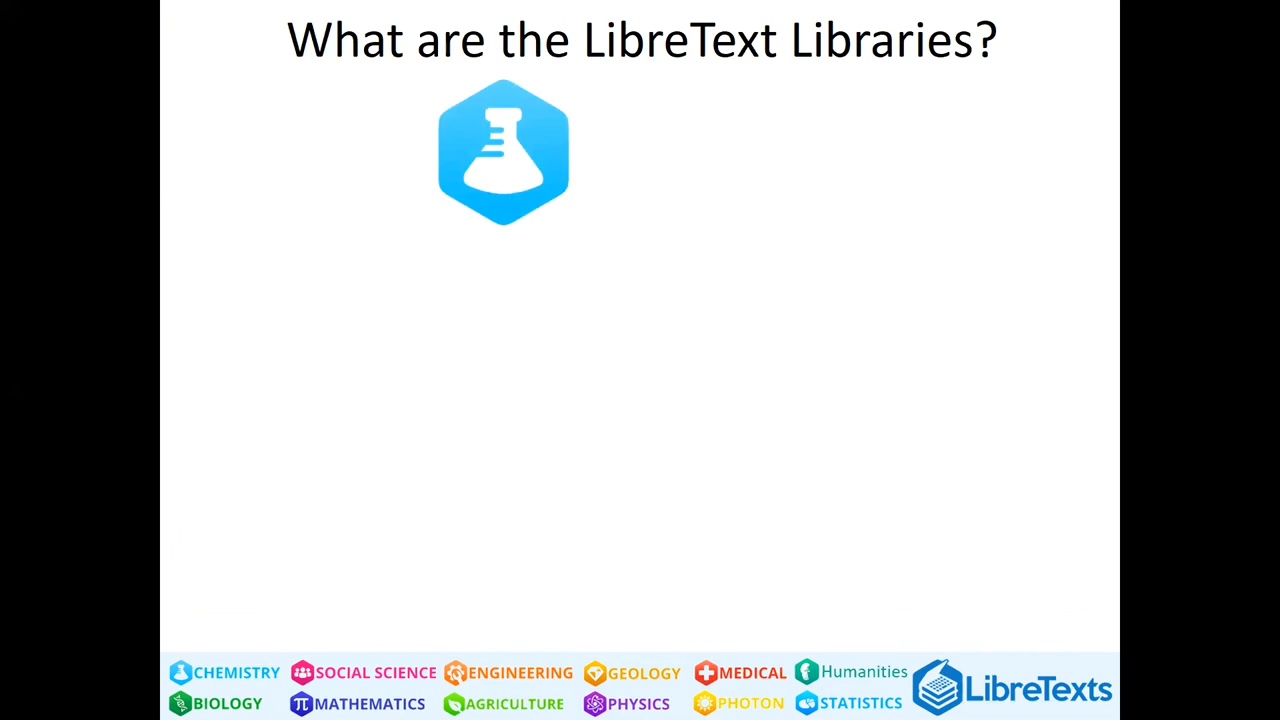 What are the LibreText Libraries?
CHEMISTRY SOCIAL SCIENCE ENGINEERING GEOLOGY MEDICAL Humanities
BIOLOGY MATHEMATICS AGRICULTURE PHYSICS PHOTON STATISTICS
LibreTexts